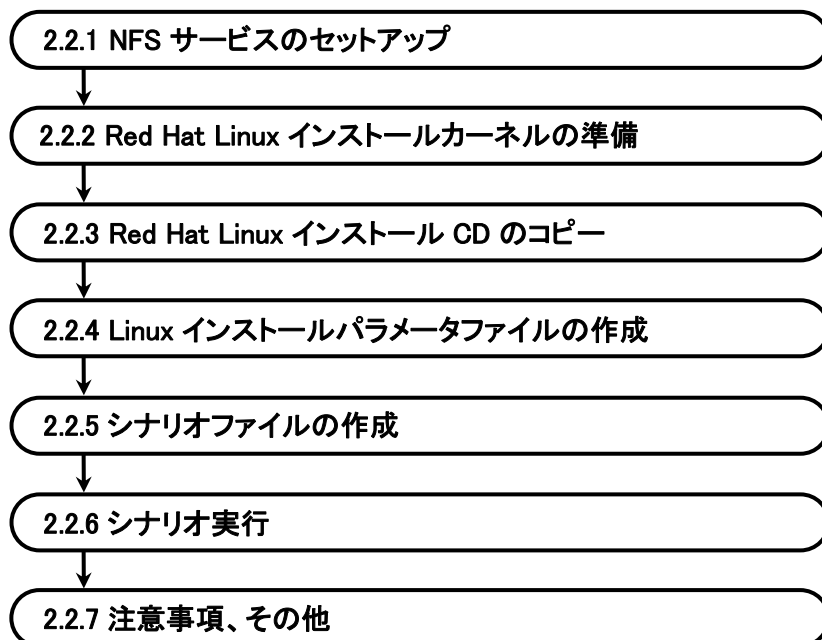 2.2.1 NFS サービスのセットアップ
2.2.2 Red Hat Linux インストールカーネルの準備
2.2.3 Red Hat Linux インストール CD のコピー
2.2.4 Linux インストールパラメータファイルの作成
2.2.5 シナリオファイルの作成
2.2.6 シナリオ実行
2.2.7 注意事項、その他